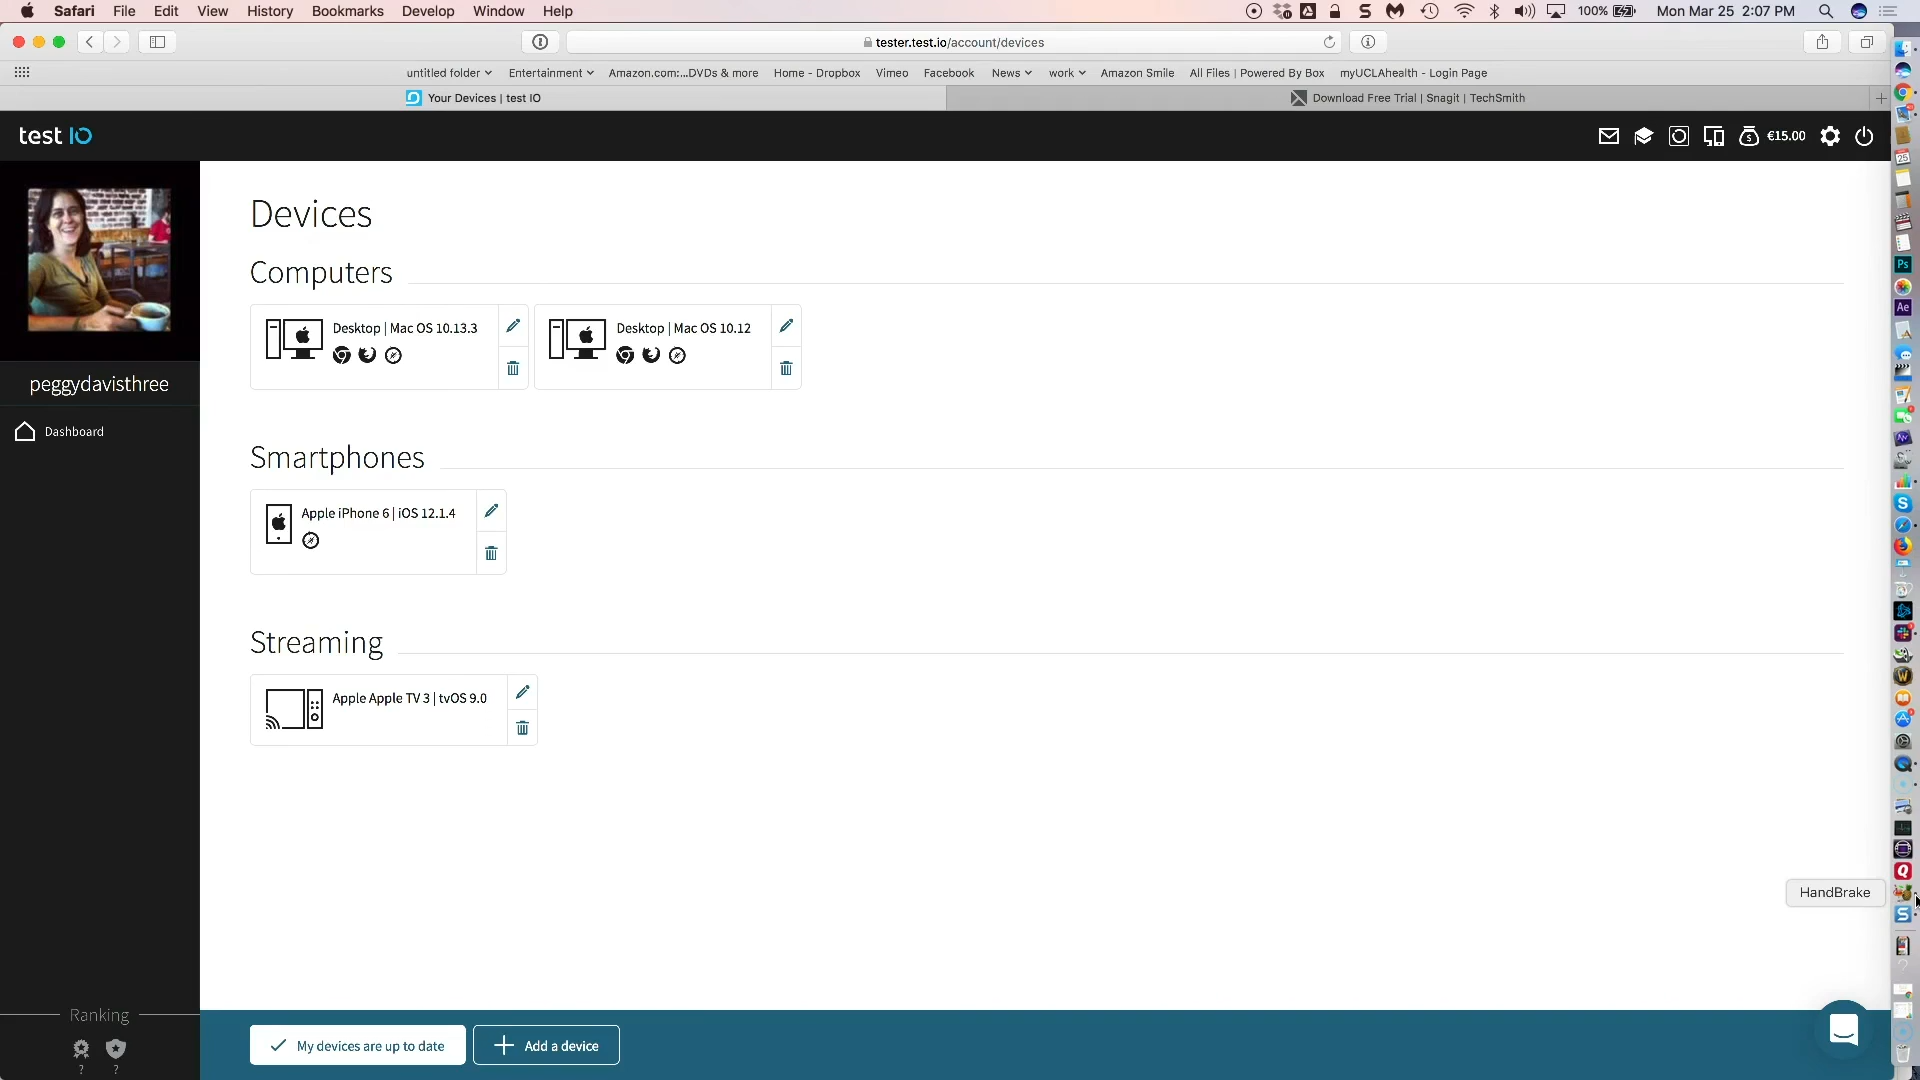 Safari File Edit View History Bookmarks Develop Window Help 100% Mon Mar 25 2:07 PM
tester.test.io/account/devices
untitled folder Entertainment Amazon.com:...DVDs & more Home - Dropbox Vimeo Facebook News work Amazon Smile All Files | Powered By Box myUCLAhealth - Login Page
Your Devices | test IO Download Free Trial | Snagit | TechSmith
test IO €15.00
Devices
Computers
Desktop | Mac OS 10.13.3 Desktop | Mac OS 10.12
peggydavisthree
Dashboard
Smartphones
Apple iPhone 6 | iOS 12.1.4
Streaming
Apple Apple TV 3 | tvOS 9.0
HandBrake
Ranking
My devices are up to date Add a device
? ?